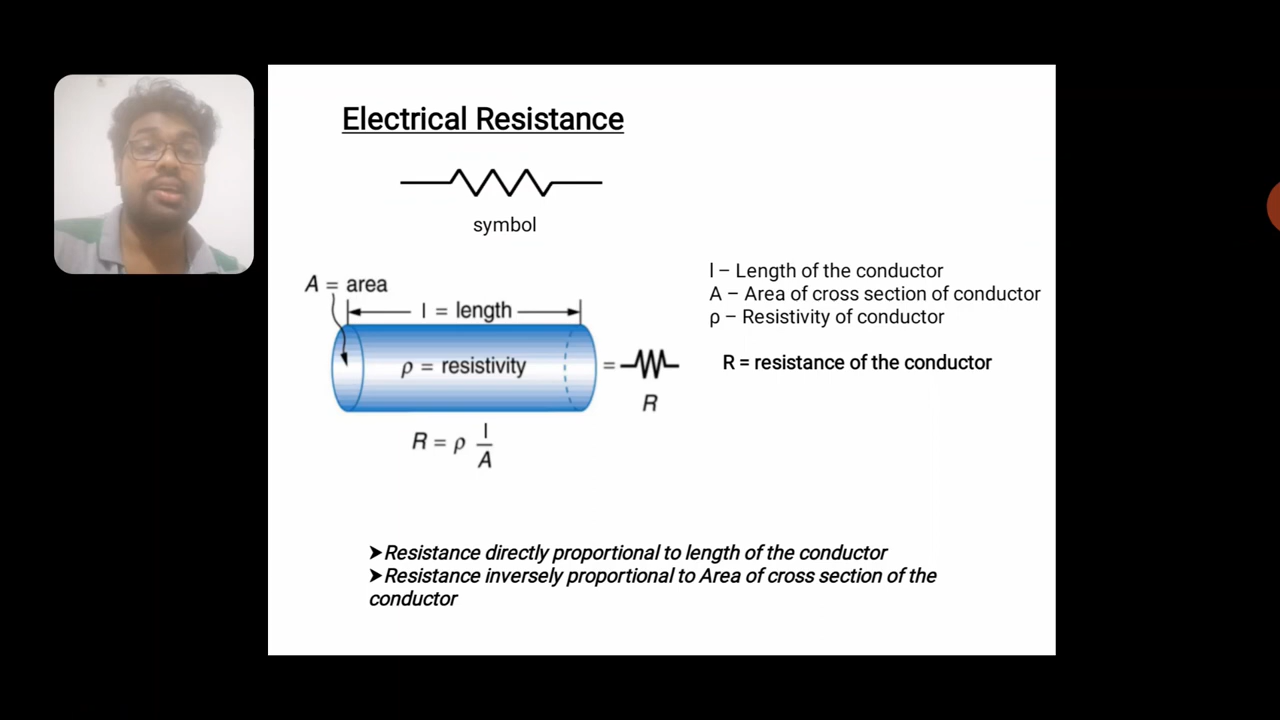 Electrical Resistance
symbol
A = area
l = length
ρ = resistivity
=
R
R = ρ l/A
l – Length of the conductor
A – Area of cross section of conductor
ρ – Resistivity of conductor
R = resistance of the conductor
➤Resistance directly proportional to length of the conductor
➤Resistance inversely proportional to Area of cross section of the
conductor